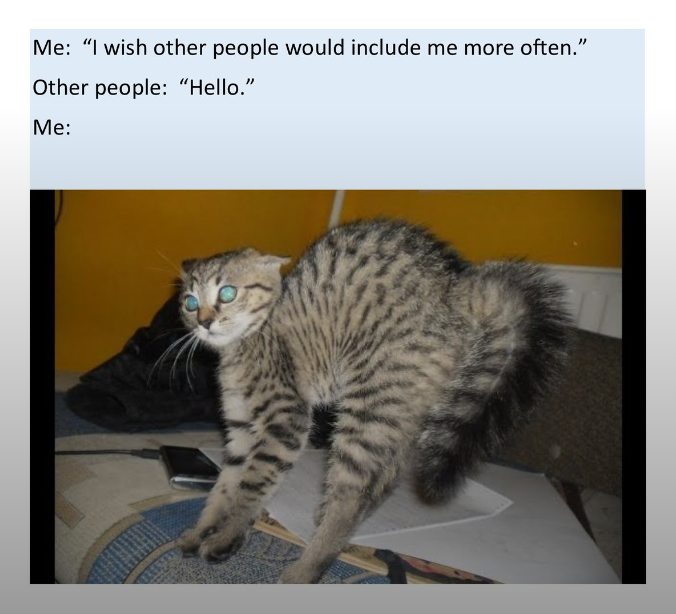 Me:  “I wish other people would include me more often.”
Other people:  “Hello.”
Me: